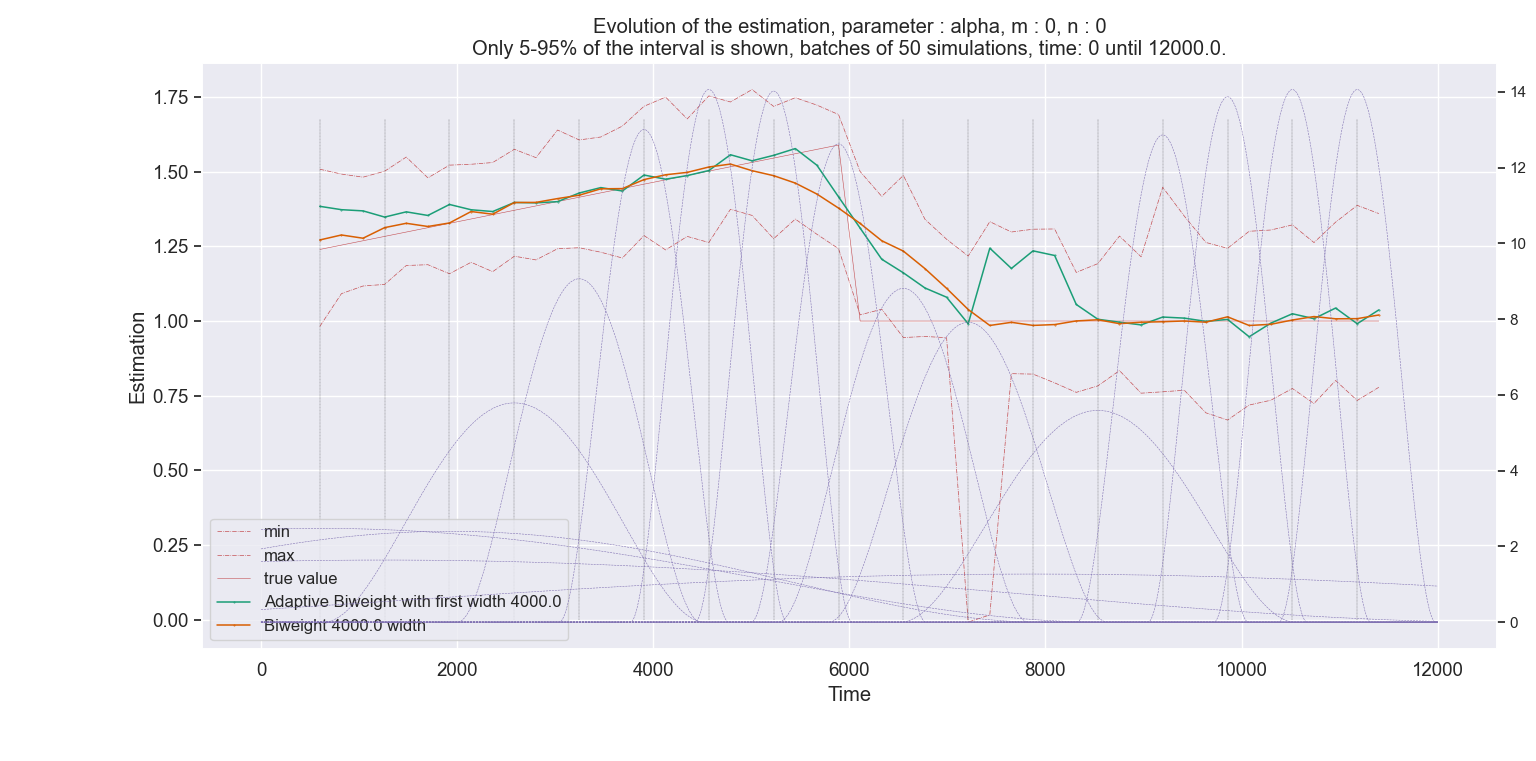 Evolution of the estimation, parameter : alpha, m : 0, n : 0
Only 5-95% of the interval is shown, batches of 50 simulations, time: 0 until 12000.0.
Estimation
1.75
1.50
1.25
1.00
0.75
0.50
0.25
0.00
14
12
10
8
6
4
2
0
min
max
true value
Adaptive Biweight with first width 4000.0
Biweight 4000.0 width
0 2000 4000 6000 8000 10000 12000
Time